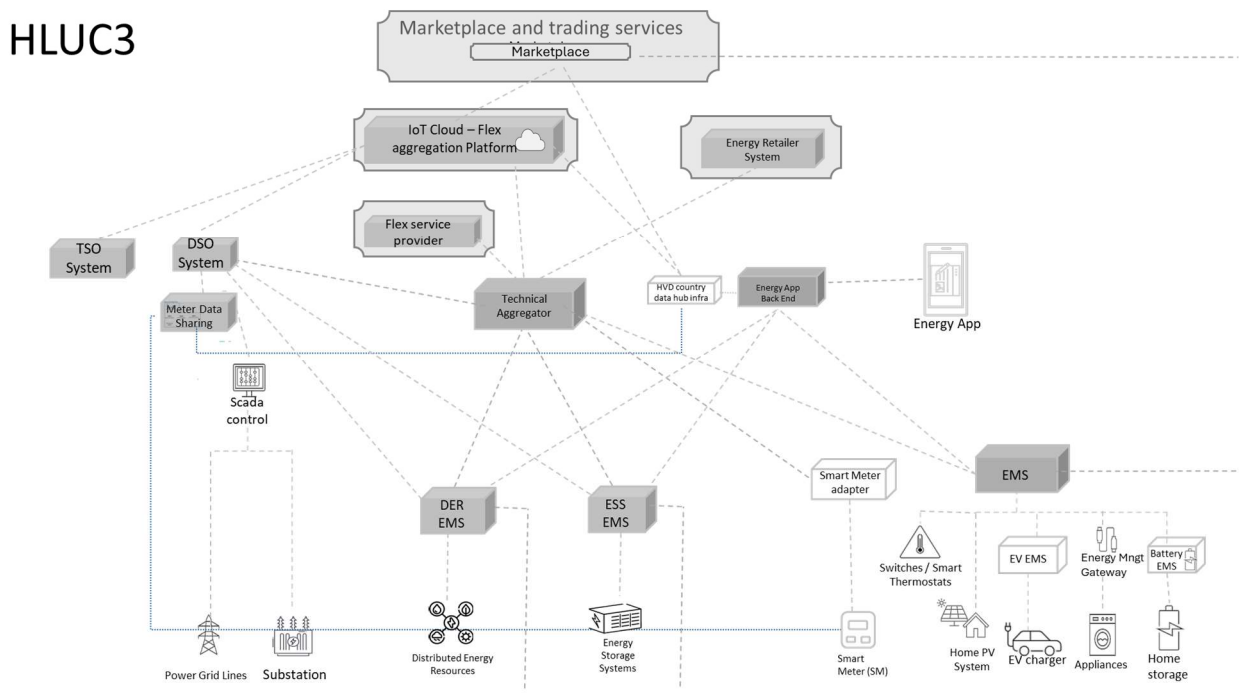 HLUC3
Marketplace and trading services
Marketplace
IoT Cloud – Flex
aggregation Platform
Energy Retailer
System
Flex service
provider
TSO
System
DSO
System
Meter Data
Sharing
Technical
Aggregator
HVD country
data hub infra
Energy App
Back End
Energy App
Scada
control
DER
EMS
ESS
EMS
Smart Meter
adapter
EMS
Switches / Smart
Thermostats
EV EMS
Energy Mngt
Gateway
Battery
EMS
Power Grid Lines
Substation
Distributed Energy
Resources
Energy
Storage
Systems
Smart
Meter (SM)
Home PV
System
EV charger
Appliances
Home
storage